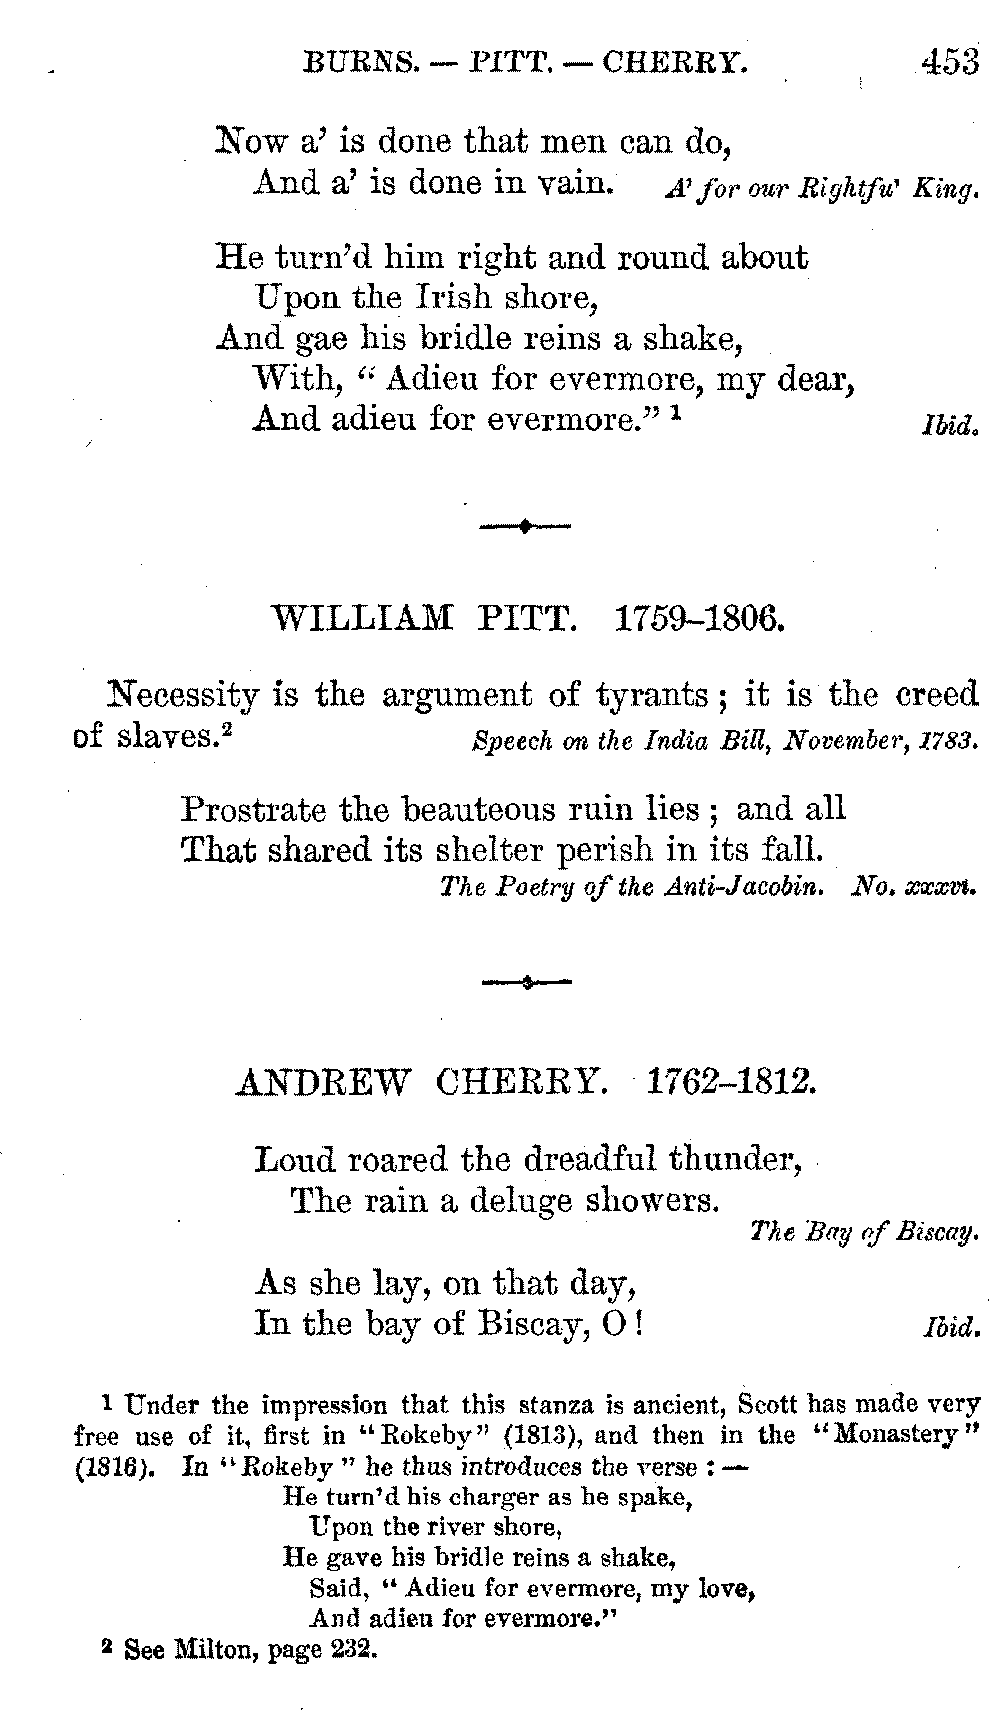 BURNS. — PITT. — CHERRY. 453
Now a' is done that men can do,
And a' is done in vain. A' for our Rightfu' King.
He turn'd him right and round about
Upon the Irish shore,
And gae his bridle reins a shake,
With, “ Adieu for evermore, my dear,
And adieu for evermore.” 1 Ibid.
WILLIAM PITT. 1759–1806.
Necessity is the argument of tyrants ; it is the creed
of slaves.2 Speech on the India Bill, November, 1783.
Prostrate the beauteous ruin lies ; and all
That shared its shelter perish in its fall.
The Poetry of the Anti-Jacobin. No. xxxvi.
ANDREW CHERRY. 1762–1812.
Loud roared the dreadful thunder,
The rain a deluge showers.
The Bay of Biscay.
As she lay, on that day,
In the bay of Biscay, O ! Ibid.
1 Under the impression that this stanza is ancient, Scott has made very
free use of it, first in “Rokeby” (1813), and then in the “Monastery”
(1816). In “Rokeby ” he thus introduces the verse : —
He turn'd his charger as he spake,
Upon the river shore,
He gave his bridle reins a shake,
Said, “ Adieu for evermore, my love,
And adieu for evermore.”
2 See Milton, page 232.